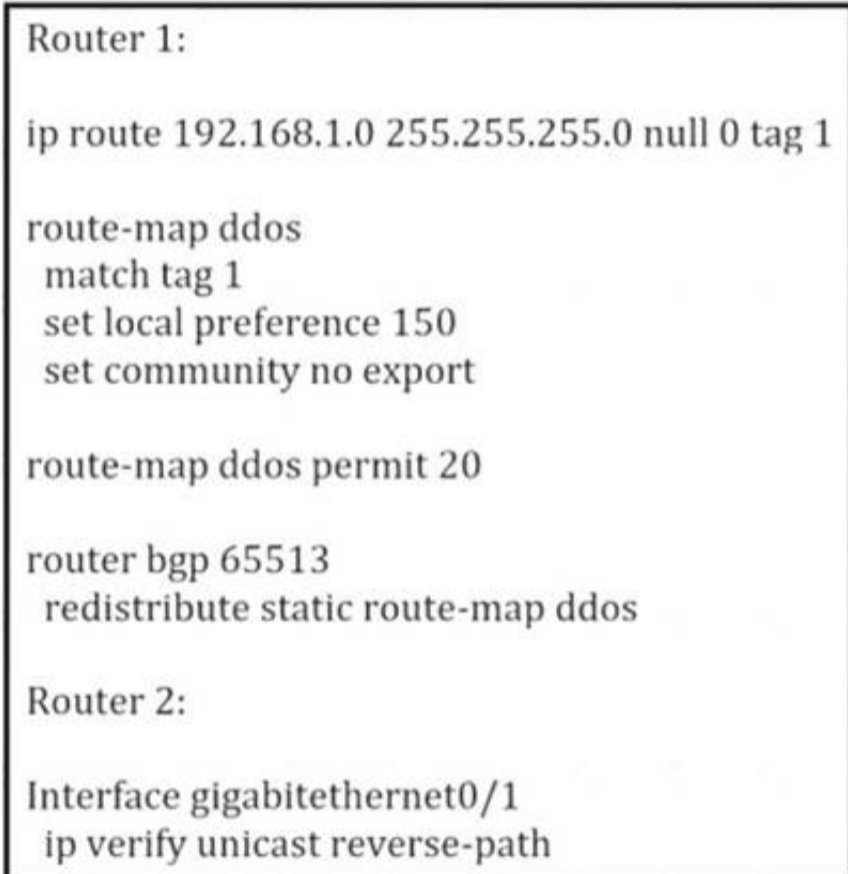 Router 1:
ip route 192.168.1.0 255.255.255.0 null 0 tag 1
route-map ddos
match tag 1
set local preference 150
set community no export
route-map ddos permit 20
router bgp 65513
redistribute static route-map ddos
Router 2:
Interface gigabitethernet0/1
ip verify unicast reverse-path